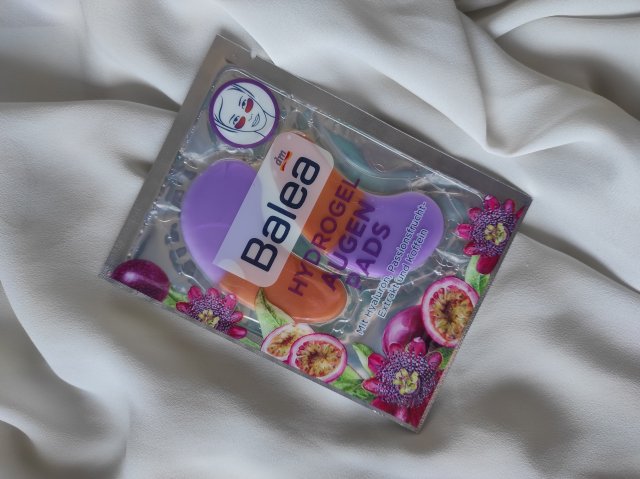 dm
Balea
HYDROGEL
AUGEN
PADS
Mit Hyaluron, Passionsfrucht-
Extrakt und Koffein